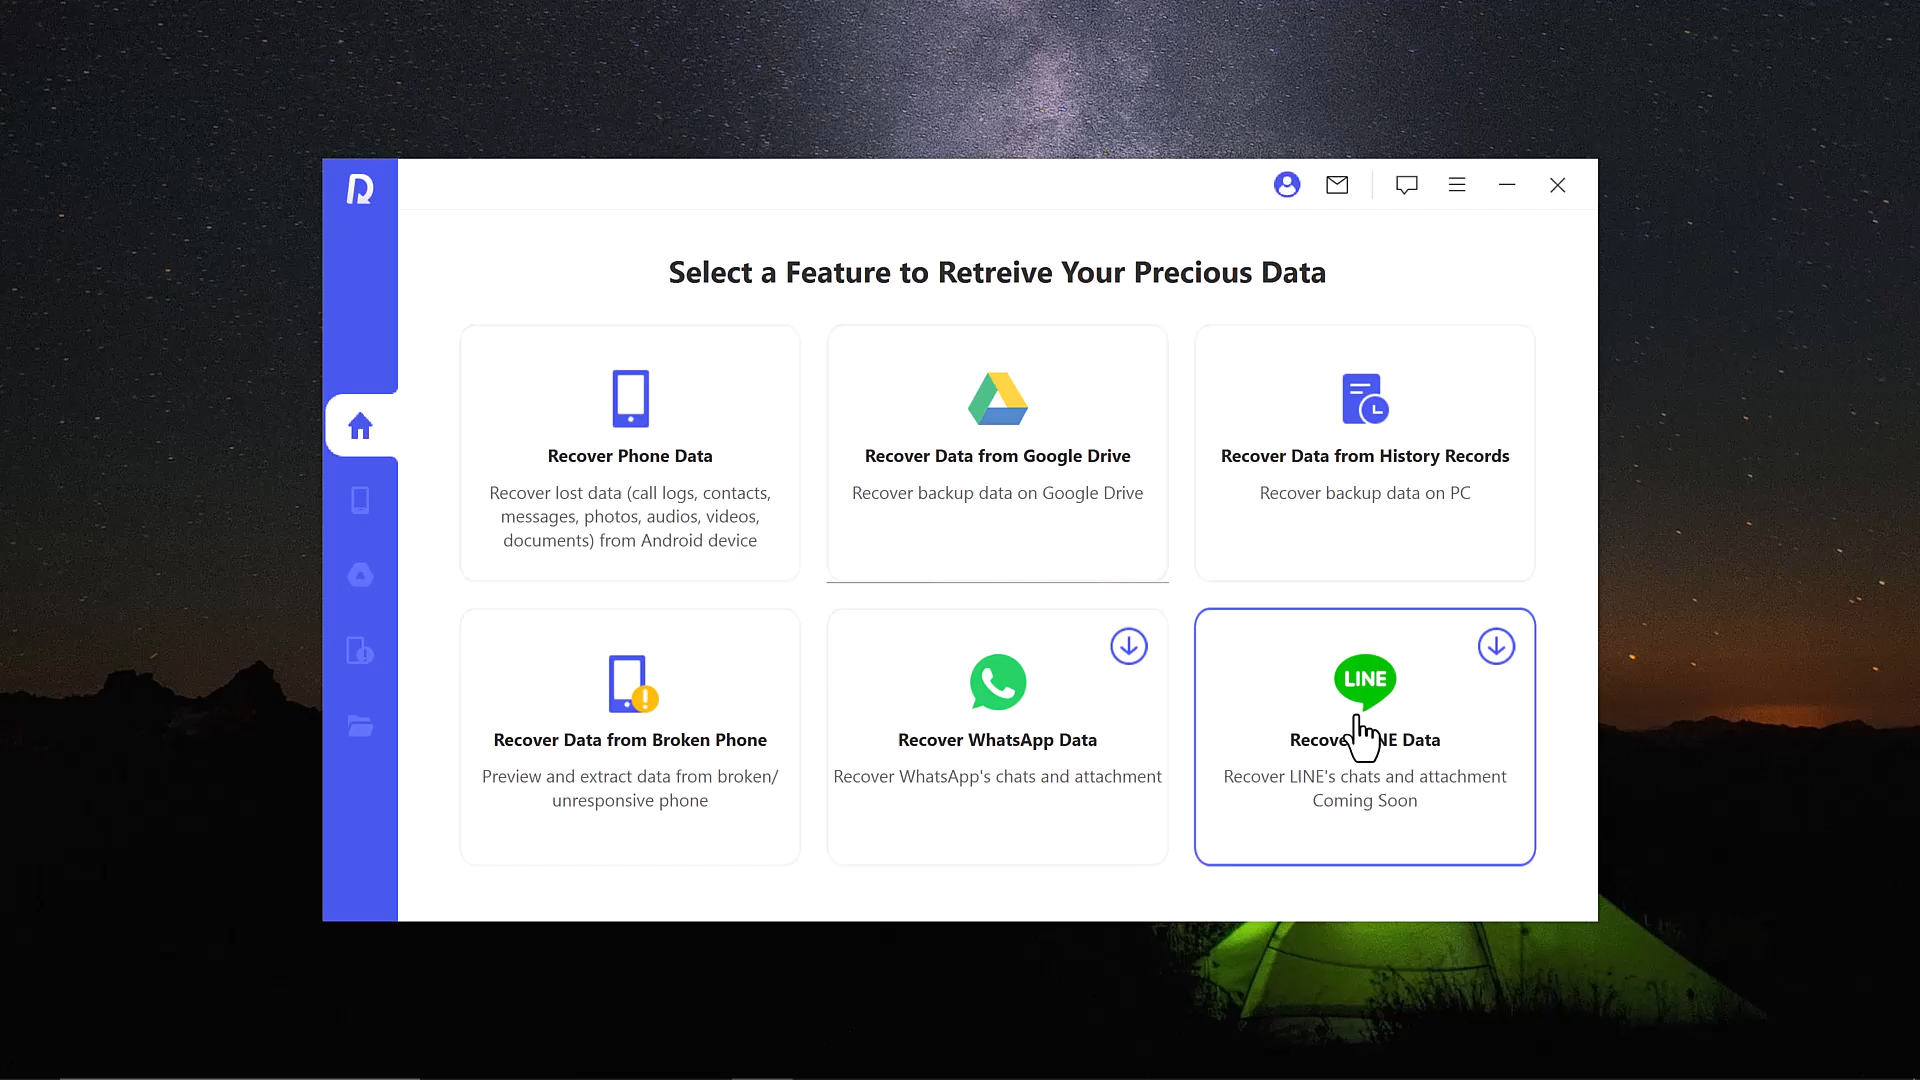 Select a Feature to Retreive Your Precious Data
Recover Phone Data
Recover lost data (call logs, contacts,
messages, photos, audios, videos,
documents) from Android device
Recover Data from Google Drive
Recover backup data on Google Drive
Recover Data from History Records
Recover backup data on PC
Recover Data from Broken Phone
Preview and extract data from broken/
unresponsive phone
Recover WhatsApp Data
Recover WhatsApp's chats and attachment
LINE
Recover LINE Data
Recover LINE's chats and attachment
Coming Soon